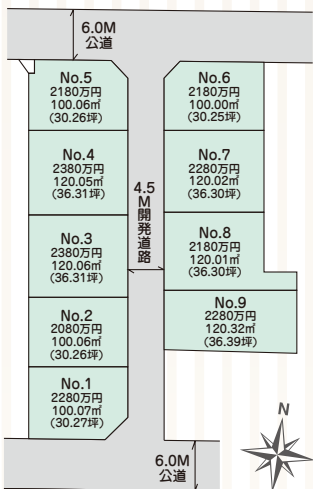 6.0M
公道
No.5
2180万円
100.06㎡
(30.26坪)
No.6
2180万円
100.00㎡
(30.25坪)
No.4
2380万円
120.05㎡
(36.31坪)
No.7
2280万円
120.02㎡
(36.30坪)
4.5M開発道路
No.3
2380万円
120.06㎡
(36.31坪)
No.8
2180万円
120.01㎡
(36.30坪)
No.2
2080万円
100.06㎡
(30.26坪)
No.9
2280万円
120.32㎡
(36.39坪)
No.1
2280万円
100.07㎡
(30.27坪)
N
6.0M
公道